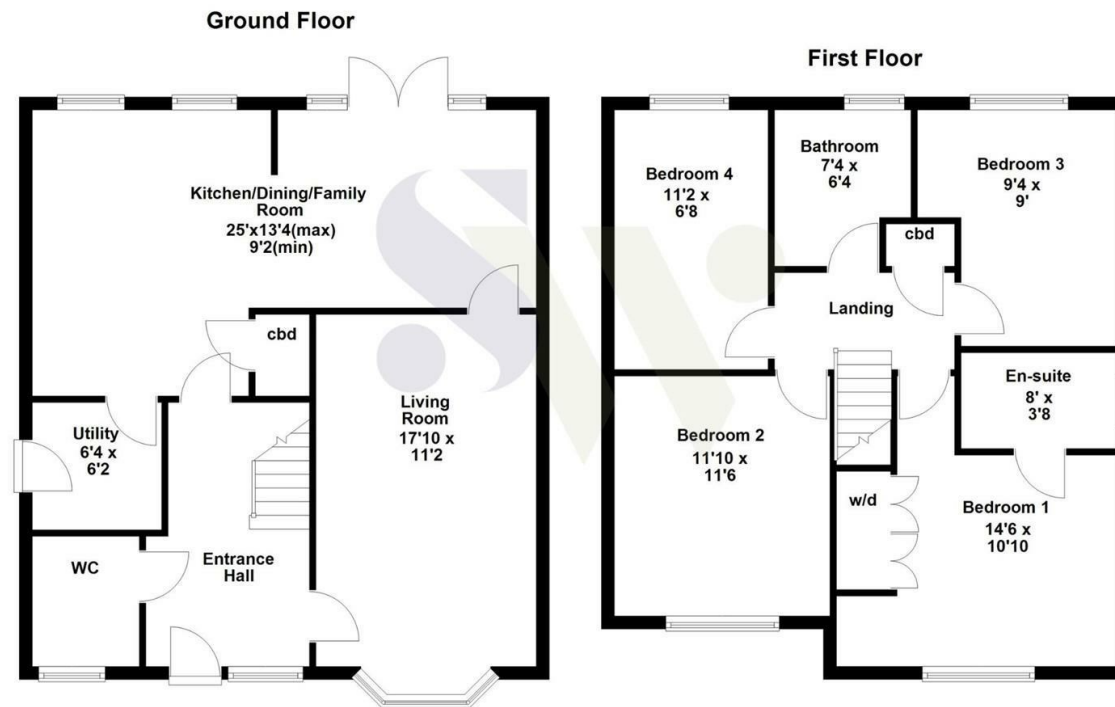 Ground Floor
Kitchen/Dining/Family
Room
25'x13'4(max)
9'2(min)
cbd
Utility
6'4 x
6'2
Living
Room
17'10 x
11'2
WC
Entrance
Hall
First Floor
Bedroom 4
11'2 x
6'8
Bathroom
7'4 x
6'4
Bedroom 3
9'4 x
9'
cbd
Landing
En-suite
8' x
3'8
Bedroom 2
11'10 x
11'6
w/d
Bedroom 1
14'6 x
10'10
SW